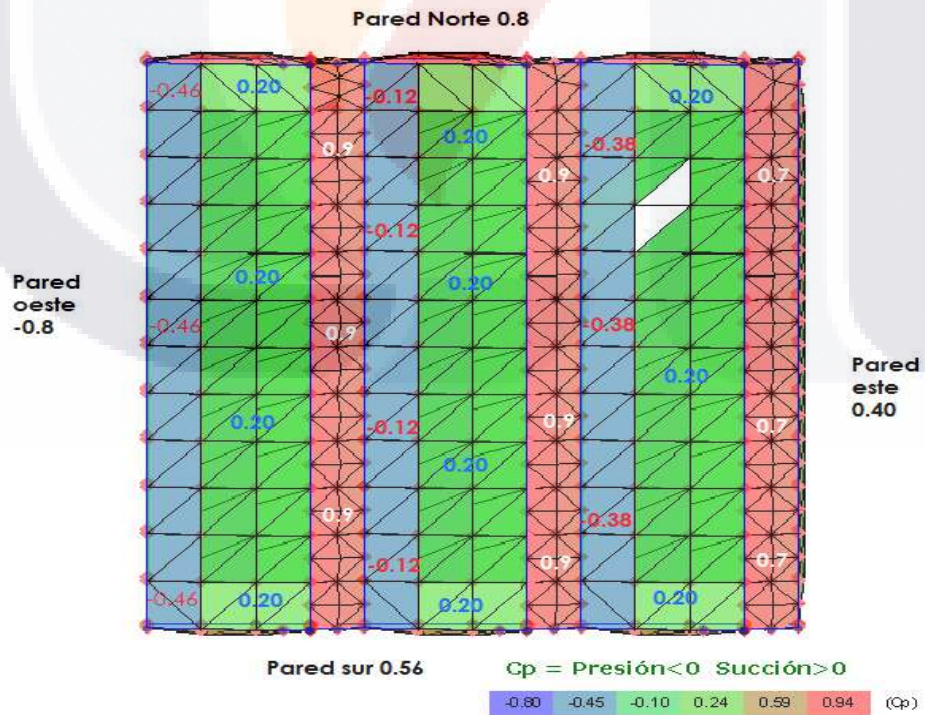 Pared Norte 0.8
-0.46 0.20 -0.12 0.20
0.9 0.20 -0.38
0.9 0.7
-0.12
0.20 0.20
Pared
oeste
-0.8
-0.46 0.9 -0.38
0.20
Pared
este
0.40
0.20 -0.12 0.9 0.7
0.20
0.9 -0.38
-0.12 0.9 0.7
-0.46 0.20 0.20 0.20
Pared sur 0.56
Cp = Presión<0 Succión>0
-0.80 -0.45 -0.10 0.24 0.59 0.94 (Cp)